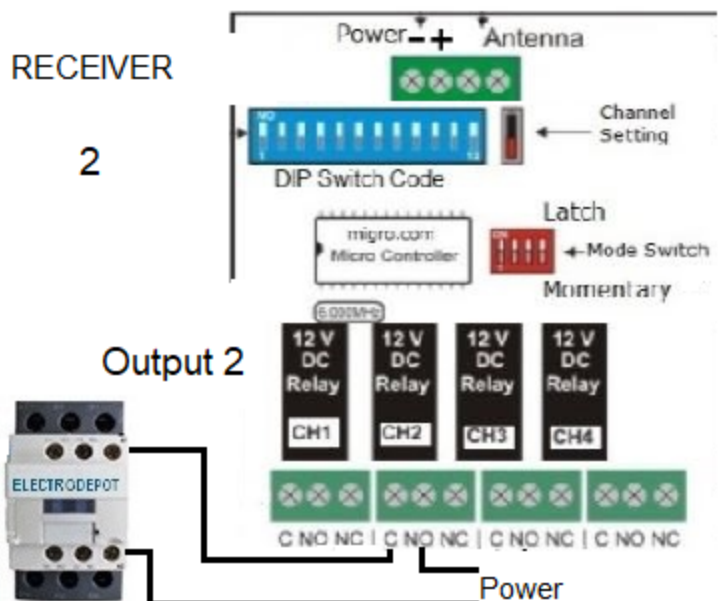 Power - + Antenna
RECEIVER
2
Channel
Setting
1 12
DIP Switch Code
Latch
migro.com
Micro Controller
Mode Switch
Momentary
6.000MHz
Output 2
12 V DC Relay CH1
12 V DC Relay CH2
12 V DC Relay CH3
12 V DC Relay CH4
ELECTRODEPOT
C NO NC | C NO NC | C NO NC | C NO NC
Power